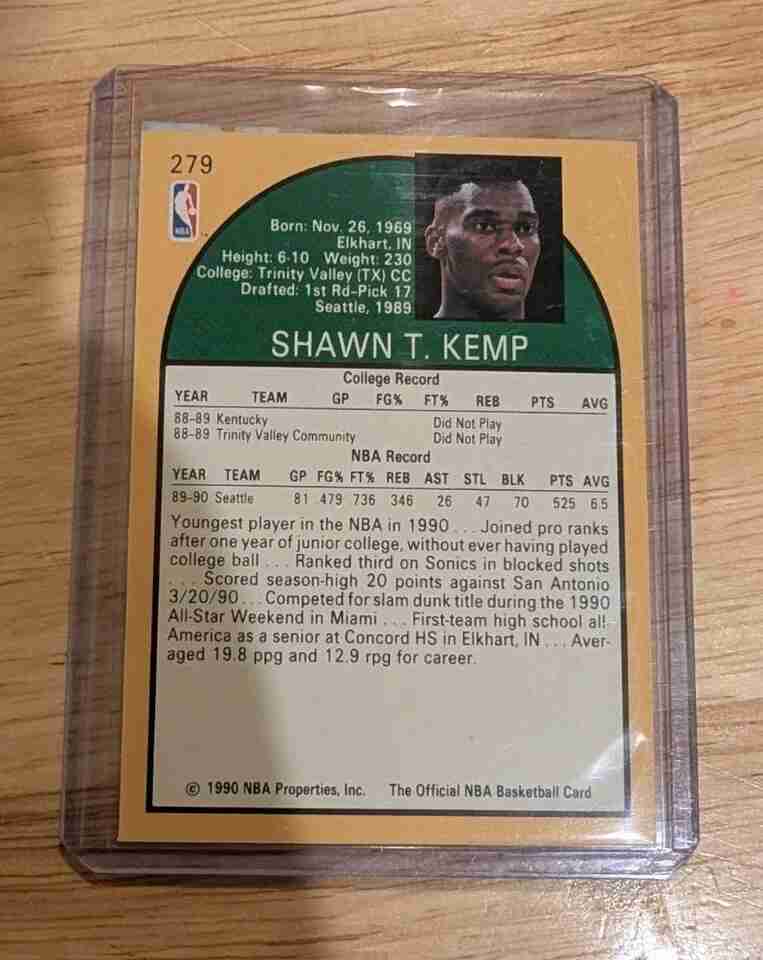 279
NBA
Born: Nov. 26, 1969
Elkhart, IN
Height: 6-10 Weight: 230
College: Trinity Valley (TX) CC
Drafted: 1st Rd-Pick 17
Seattle, 1989
SHAWN T. KEMP
College Record
YEAR TEAM GP FG% FT% REB PTS AVG
88-89 Kentucky Did Not Play
88-89 Trinity Valley Community Did Not Play
NBA Record
YEAR TEAM GP FG% FT% REB AST STL BLK PTS AVG
89-90 Seattle 81 .479 .736 346 26 47 70 525 6.5
Youngest player in the NBA in 1990 . . . Joined pro ranks
after one year of junior college, without ever having played
college ball . . . Ranked third on Sonics in blocked shots
. . . Scored season-high 20 points against San Antonio
3/20/90 . . . Competed for slam dunk title during the 1990
All-Star Weekend in Miami . . . First-team high school all-
America as a senior at Concord HS in Elkhart, IN . . . Aver-
aged 19.8 ppg and 12.9 rpg for career.
© 1990 NBA Properties, Inc. The Official NBA Basketball Card